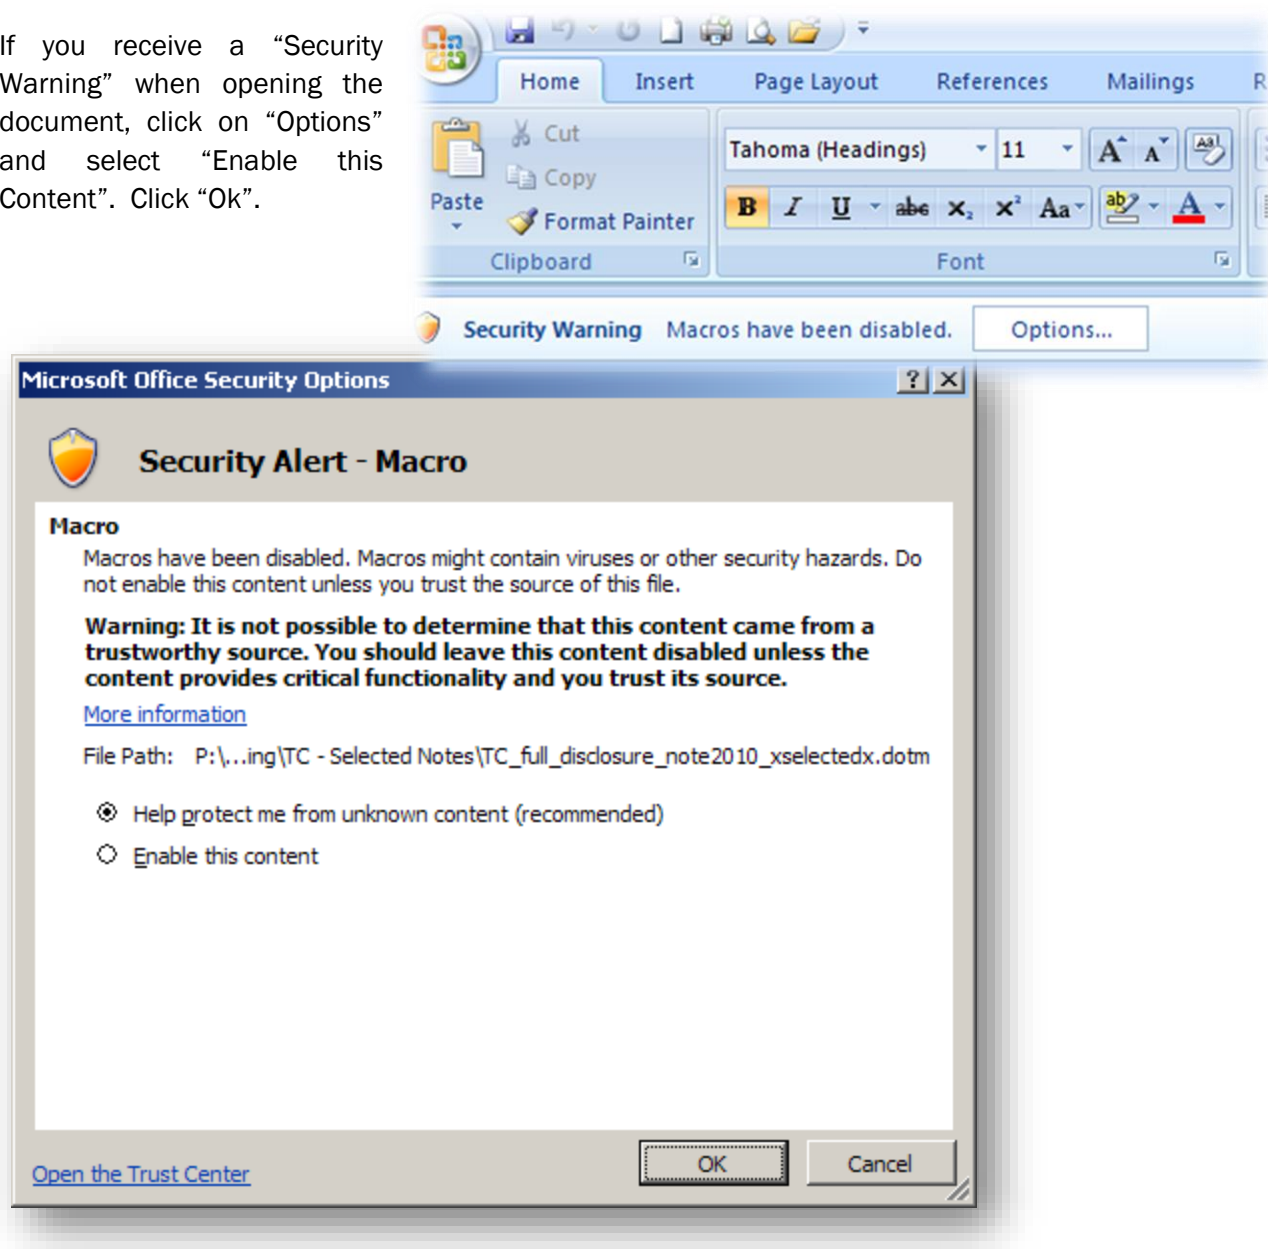 If you receive a “Security
Warning” when opening the
document, click on “Options”
and select “Enable this
Content”. Click “Ok”.
Home Insert Page Layout References Mailings R
Cut
Copy
Paste
Format Painter
Clipboard
Tahoma (Headings) 11 A A Aa
B I U abc x₂ x² Aa ab A
Font
Security Warning Macros have been disabled. Options...
Microsoft Office Security Options
Security Alert - Macro
Macro
Macros have been disabled. Macros might contain viruses or other security hazards. Do
not enable this content unless you trust the source of this file.
Warning: It is not possible to determine that this content came from a
trustworthy source. You should leave this content disabled unless the
content provides critical functionality and you trust its source.
More information
File Path: P:\...ing\TC - Selected Notes\TC_full_disclosure_note2010_xselectedx.dotm
Help protect me from unknown content (recommended)
Enable this content
Open the Trust Center
OK Cancel